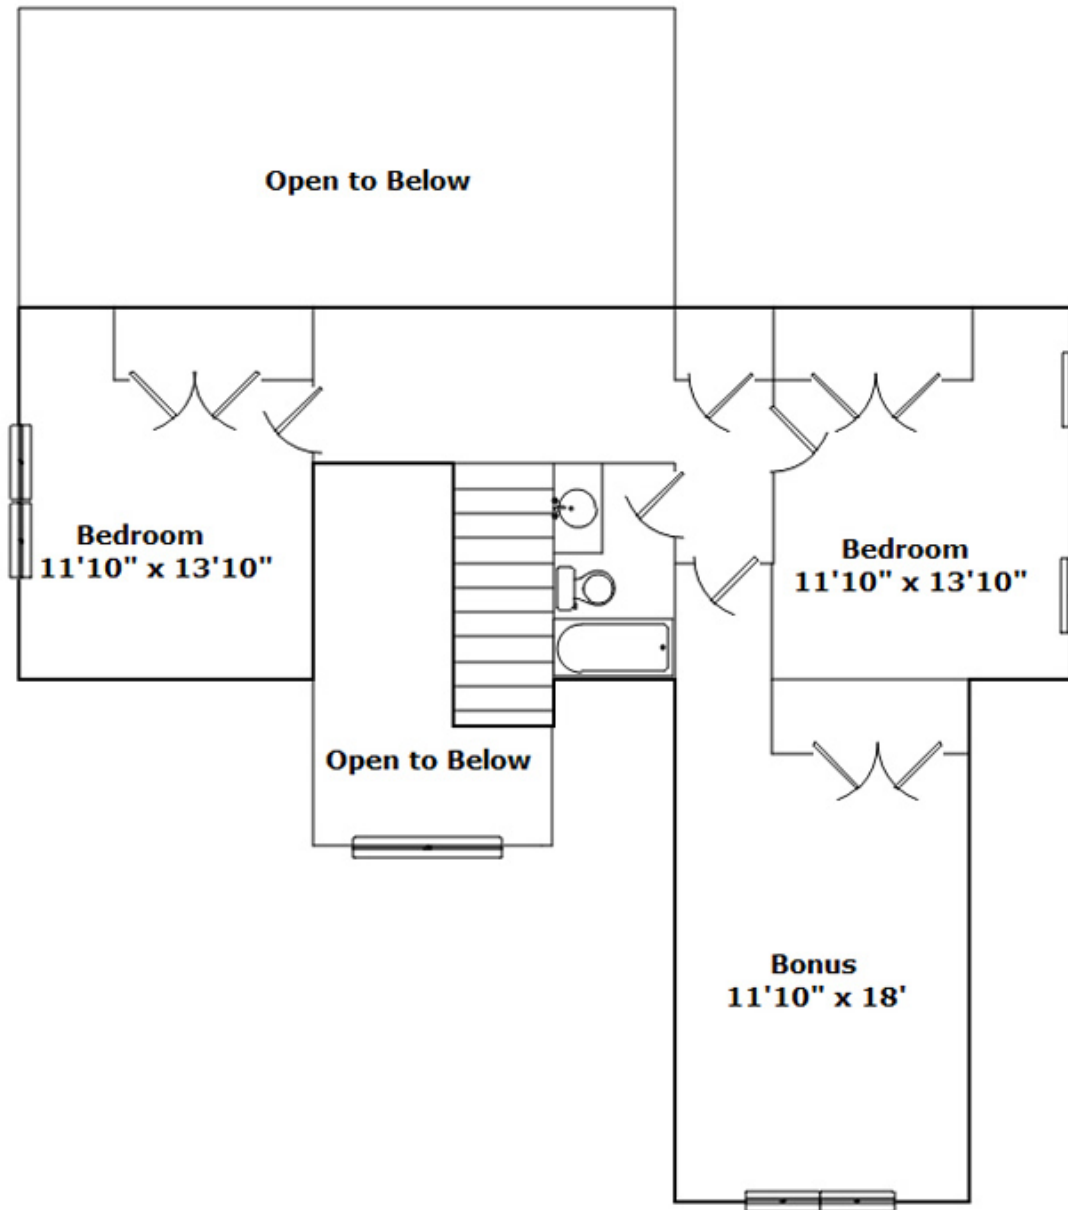 Open to Below
Bedroom
11'10" x 13'10"
Bedroom
11'10" x 13'10"
Open to Below
Bonus
11'10" x 18'